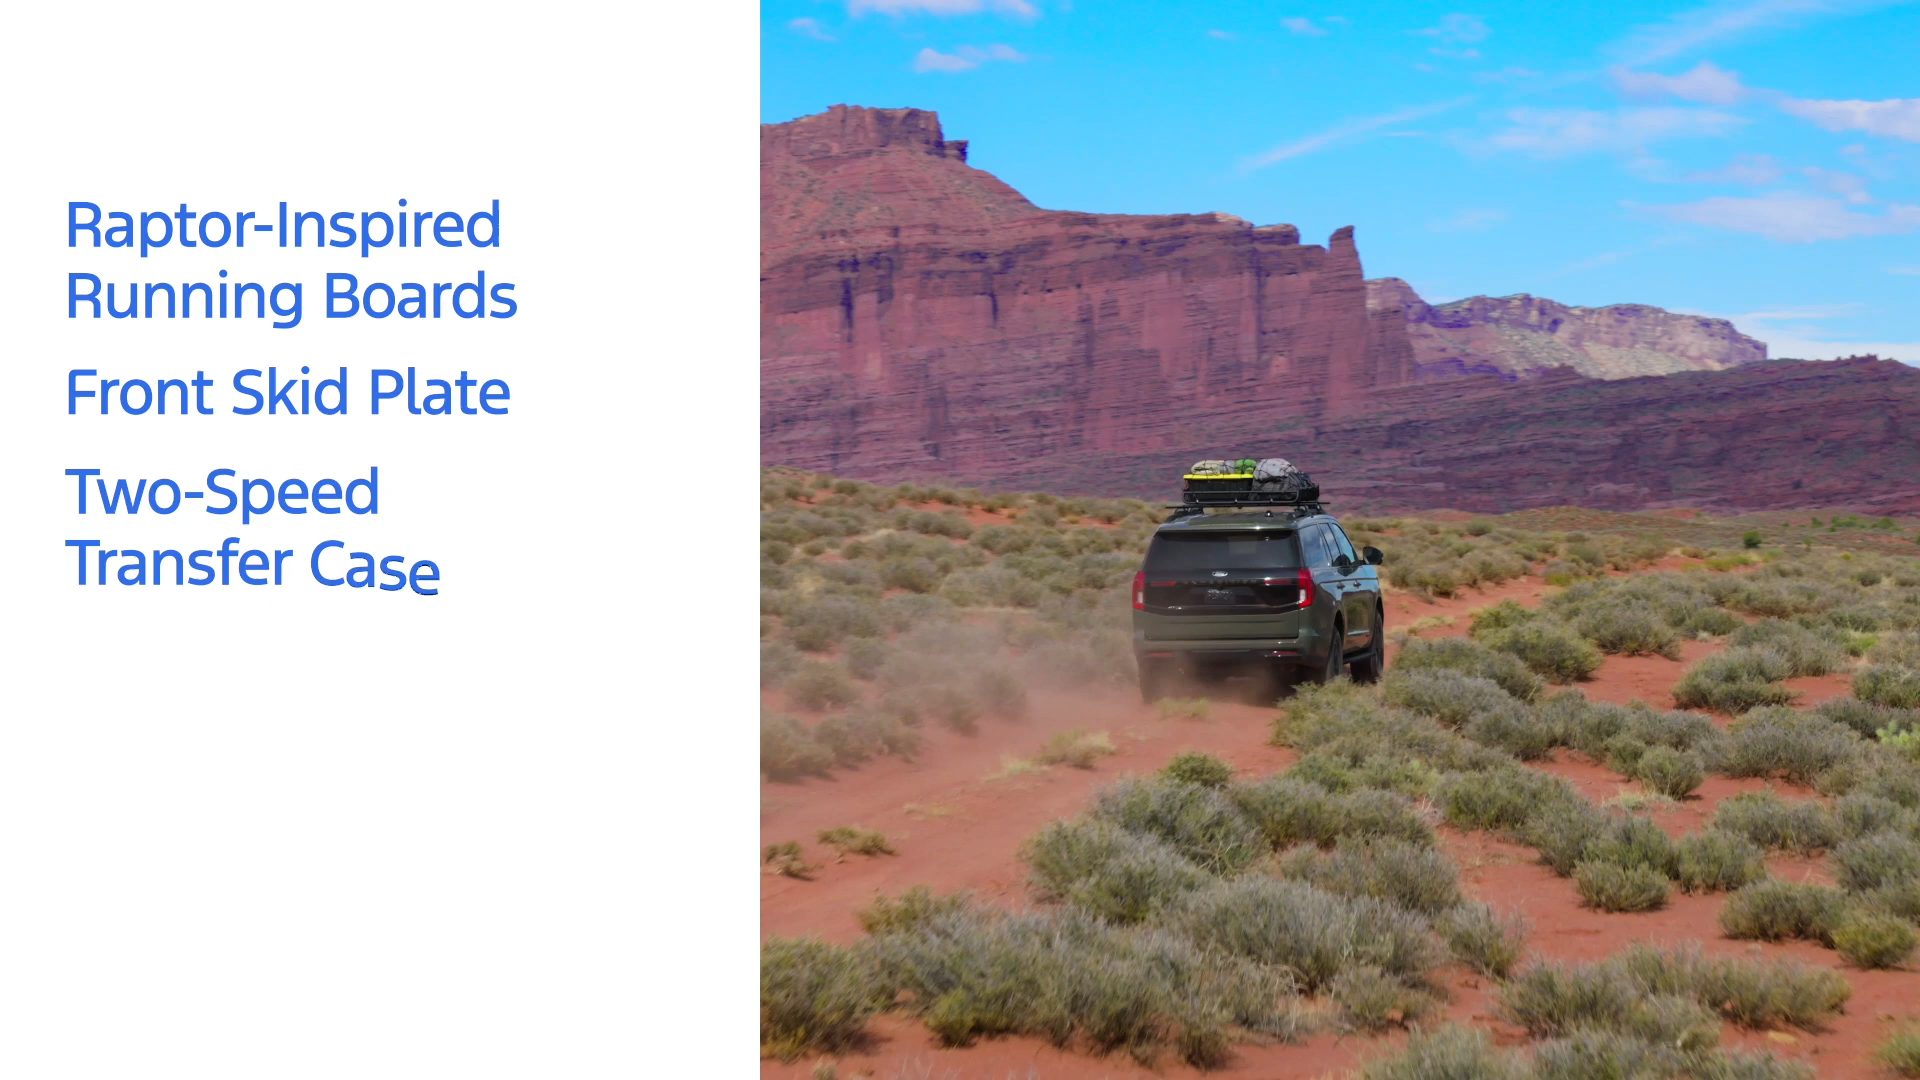 Raptor-Inspired
Running Boards
Front Skid Plate
Two-Speed
Transfer Case